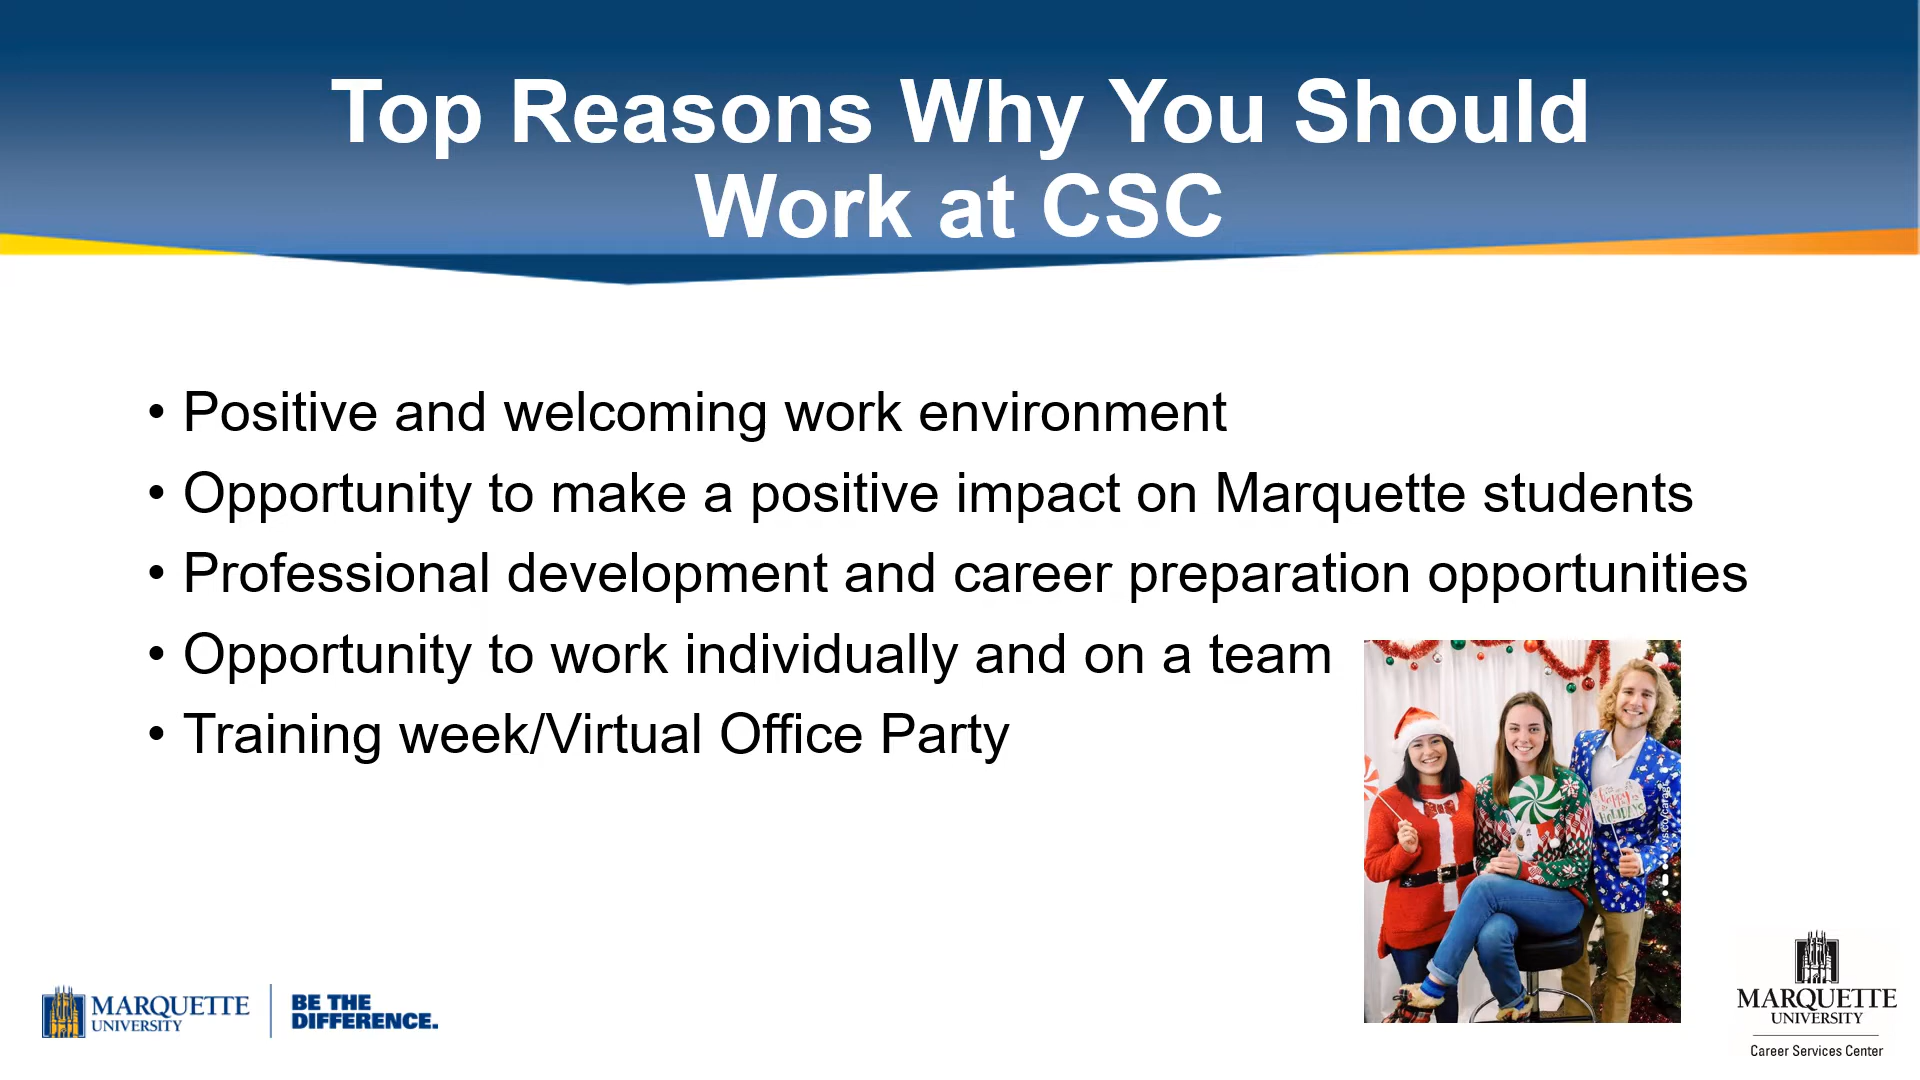 Top Reasons Why You Should
Work at CSC
• Positive and welcoming work environment
• Opportunity to make a positive impact on Marquette students
• Professional development and career preparation opportunities
• Opportunity to work individually and on a team
• Training week/Virtual Office Party
HOLIDAYS
MARQUETTE
UNIVERSITY
BE THE
DIFFERENCE.
MARQUETTE
UNIVERSITY
Career Services Center